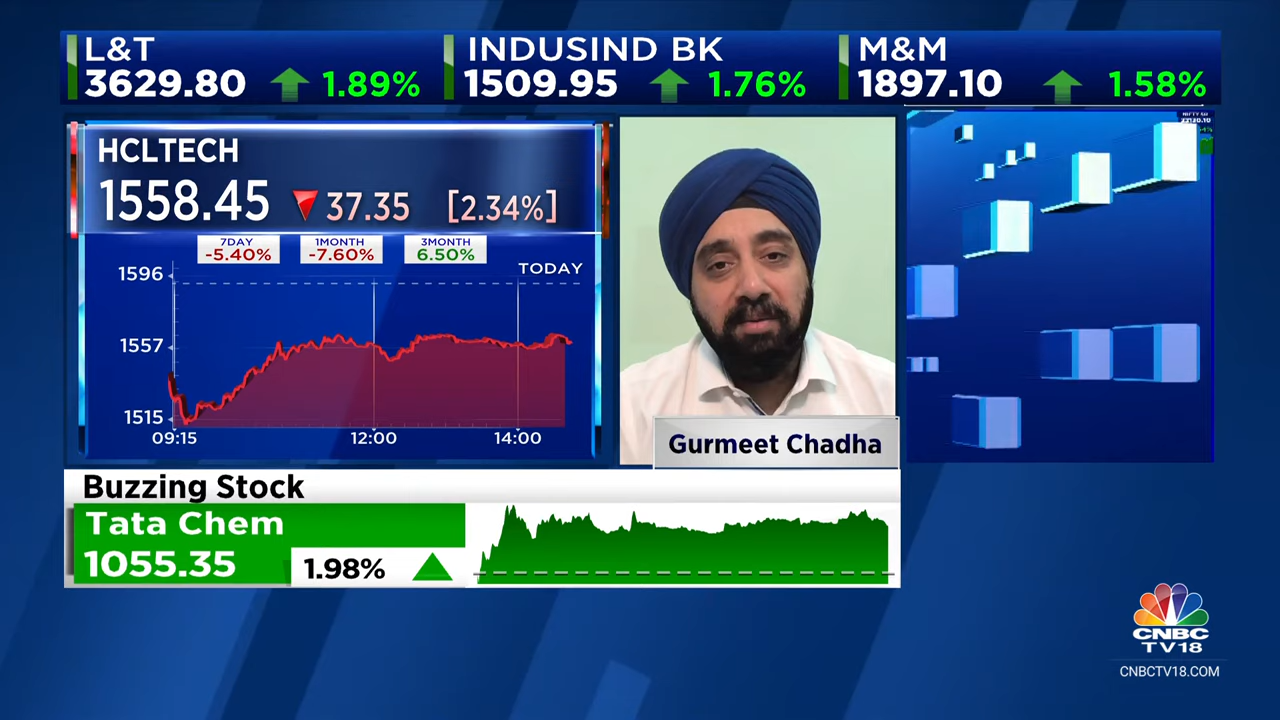 L&T
3629.80 1.89%
INDUSIND BK
1509.95 1.76%
M&M
1897.10 1.58%
HCLTECH
1558.45 37.35 [2.34%]
7DAY
-5.40%
1MONTH
-7.60%
3MONTH
6.50%
TODAY
1596
1557
1515
09:15 12:00 14:00
Gurmeet Chadha
Buzzing Stock
Tata Chem
1055.35 1.98%
CNBC
TV18
CNBCTV18.COM